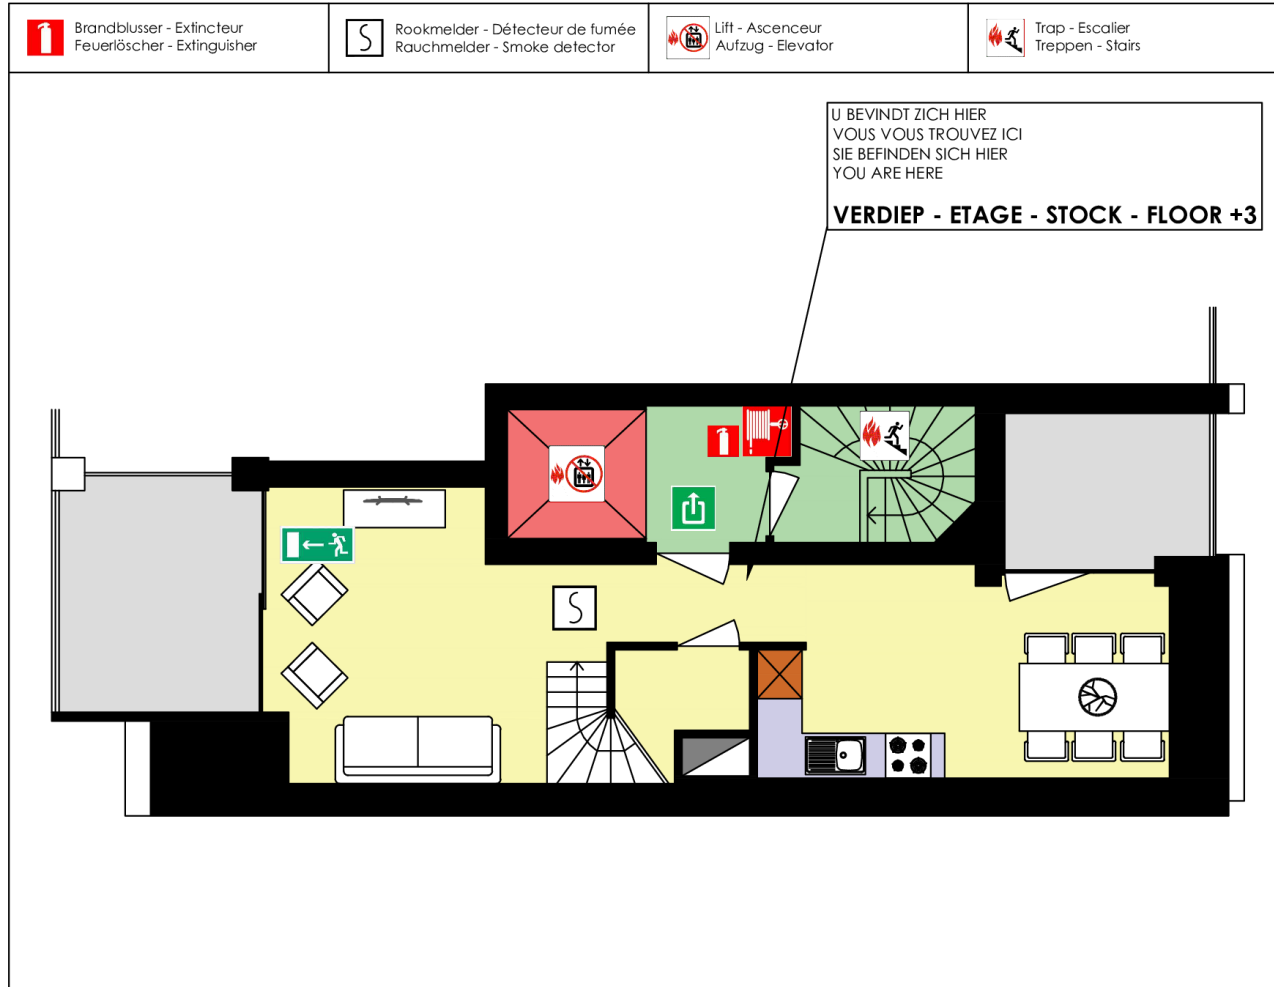 Brandblusser - Extincteur
Feuerlöscher - Extinguisher
Rookmelder - Détecteur de fumée
Rauchmelder - Smoke detector
Lift - Ascenceur
Aufzug - Elevator
Trap - Escalier
Treppen - Stairs
U BEVINDT ZICH HIER
VOUS VOUS TROUVEZ ICI
SIE BEFINDEN SICH HIER
YOU ARE HERE
VERDIEP - ETAGE - STOCK - FLOOR +3
S
S